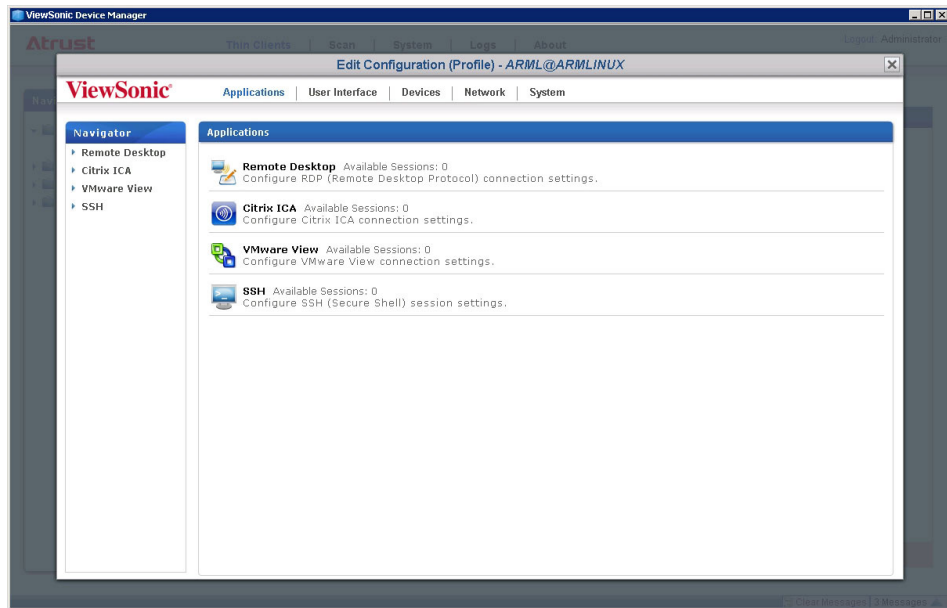 ViewSonic Device Manager
Atrust
Thin Clients | Scan | System | Logs | About
Logout Administrator
Edit Configuration (Profile) - ARML@ARMLINUX
ViewSonic®
Applications | User Interface | Devices | Network | System
Navigator
Remote Desktop
Citrix ICA
VMware View
SSH
Applications
Remote Desktop Available Sessions: 0
Configure RDP (Remote Desktop Protocol) connection settings.
Citrix ICA Available Sessions: 0
Configure Citrix ICA connection settings.
VMware View Available Sessions: 0
Configure VMware View connection settings.
SSH Available Sessions: 0
Configure SSH (Secure Shell) session settings.
Clear Messages | 3 Messages